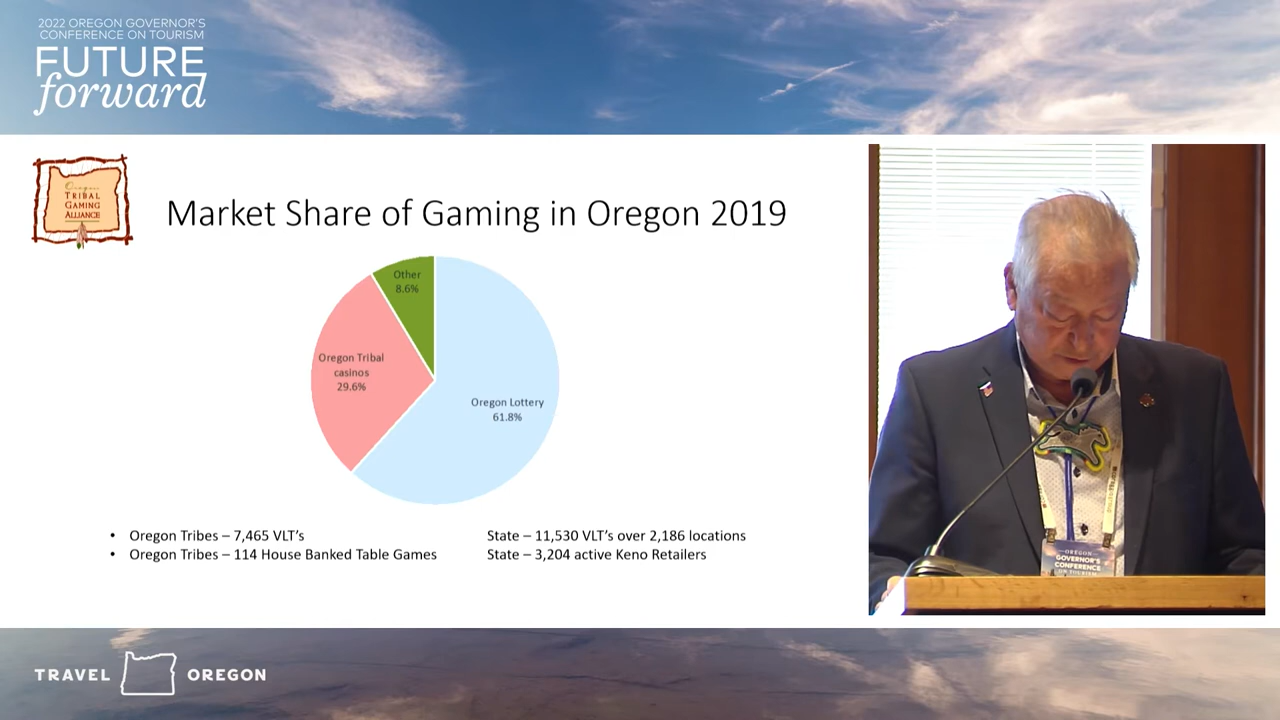 2022 OREGON GOVERNOR'S
CONFERENCE ON TOURISM
FUTURE
forward
Oregon
TRIBAL
GAMING
ALLIANCE
Market Share of Gaming in Oregon 2019
Other
8.6%
Oregon Tribal
casinos
29.6%
Oregon Lottery
61.8%
• Oregon Tribes – 7,465 VLT's
• Oregon Tribes – 114 House Banked Table Games
State – 11,530 VLT's over 2,186 locations
State – 3,204 active Keno Retailers
OREGON
GOVERNOR'S
CONFERENCE
ON TOURISM
TRAVEL OREGON